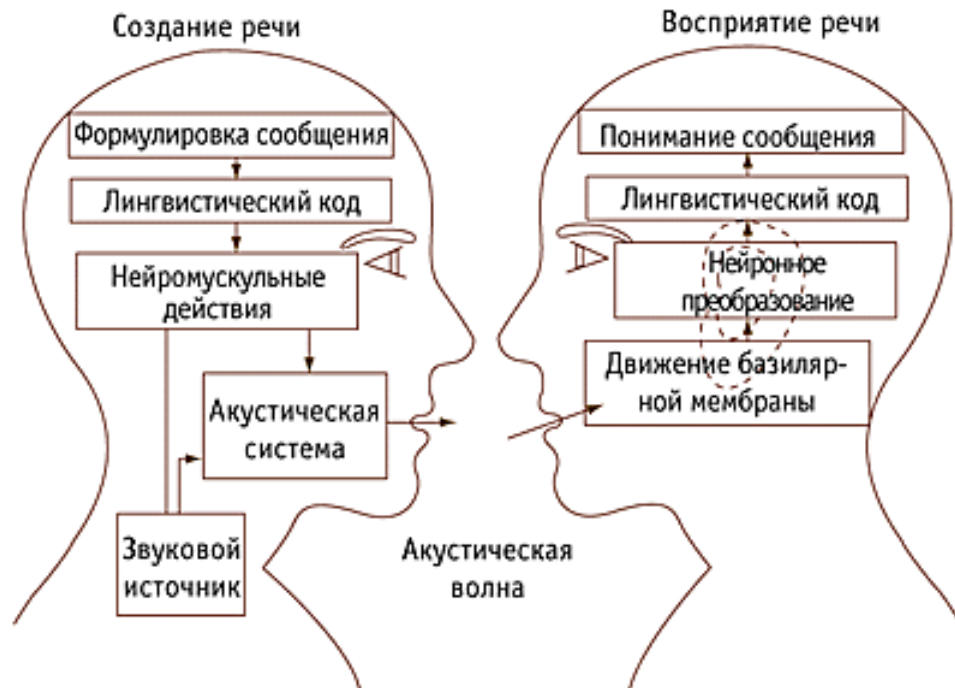 Создание речи
Формулировка сообщения
Лингвистический код
Нейромускульные
действия
Акустическая
система
Звуковой
источник
Акустическая
волна
Восприятие речи
Понимание сообщения
Лингвистический код
Нейронное
преобразование
Движение базиляр-
ной мембраны